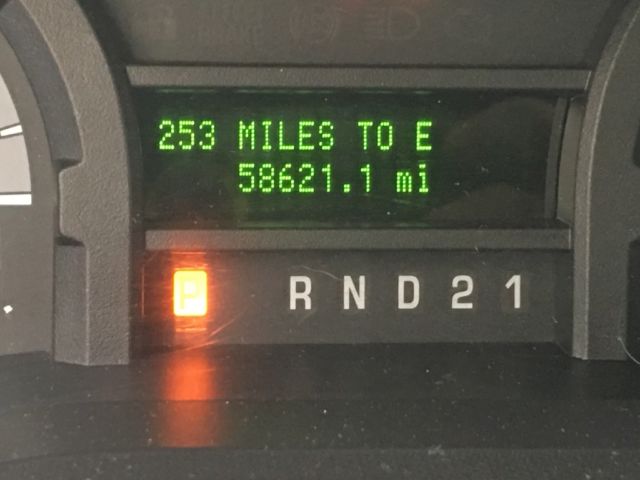 253 MILES TO E
58621.1 mi
P R N D 2 1